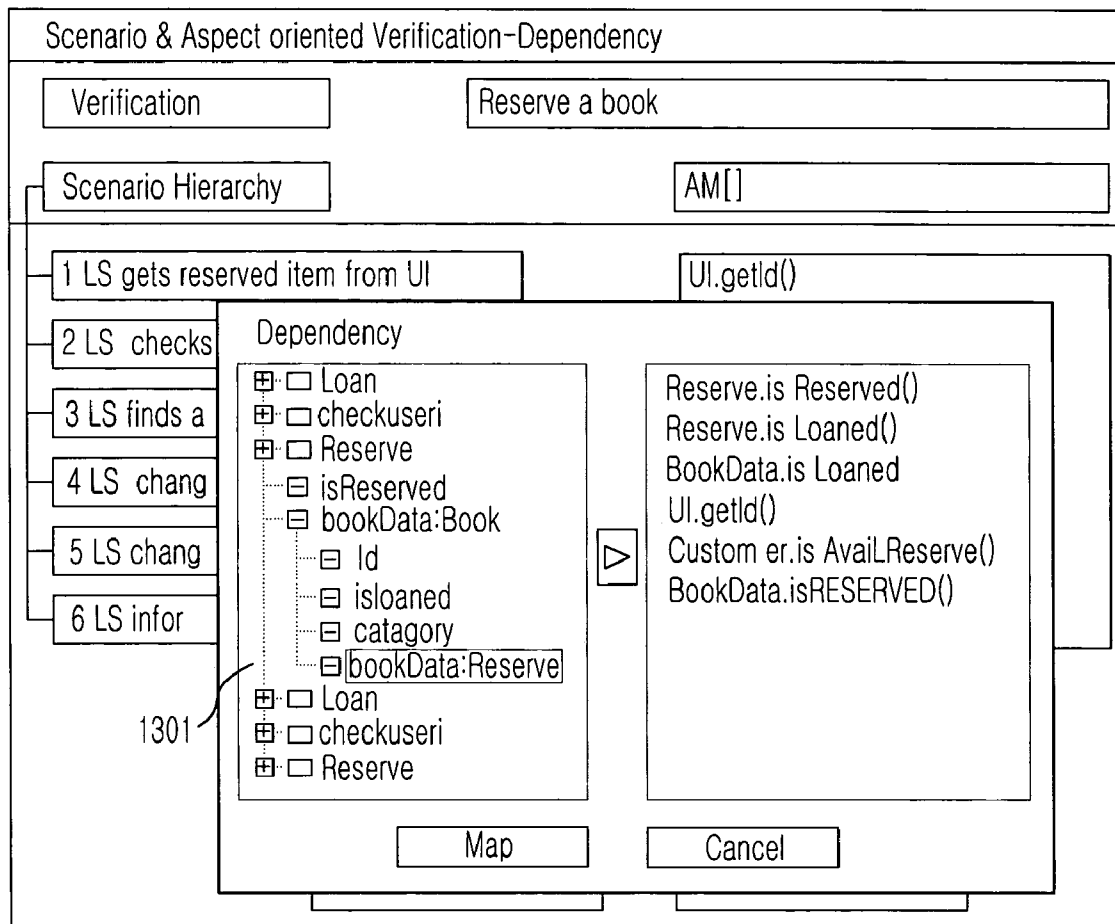 Scenario & Aspect oriented Verification-Dependency
Verification
Reserve a book
Scenario Hierarchy
AM[]
1 LS gets reserved item from UI
UI.getId()
2 LS checks
3 LS finds a
4 LS chang
5 LS chang
6 LS infor
Dependency
Loan
checkuseri
Reserve
isReserved
bookData:Book
Id
isloaned
catagory
bookData:Reserve
Loan
checkuseri
Reserve
1301
Reserve.is Reserved()
Reserve.is Loaned()
BookData.is Loaned
UI.getId()
Custom er.is AvaiLReserve()
BookData.isRESERVED()
Map
Cancel